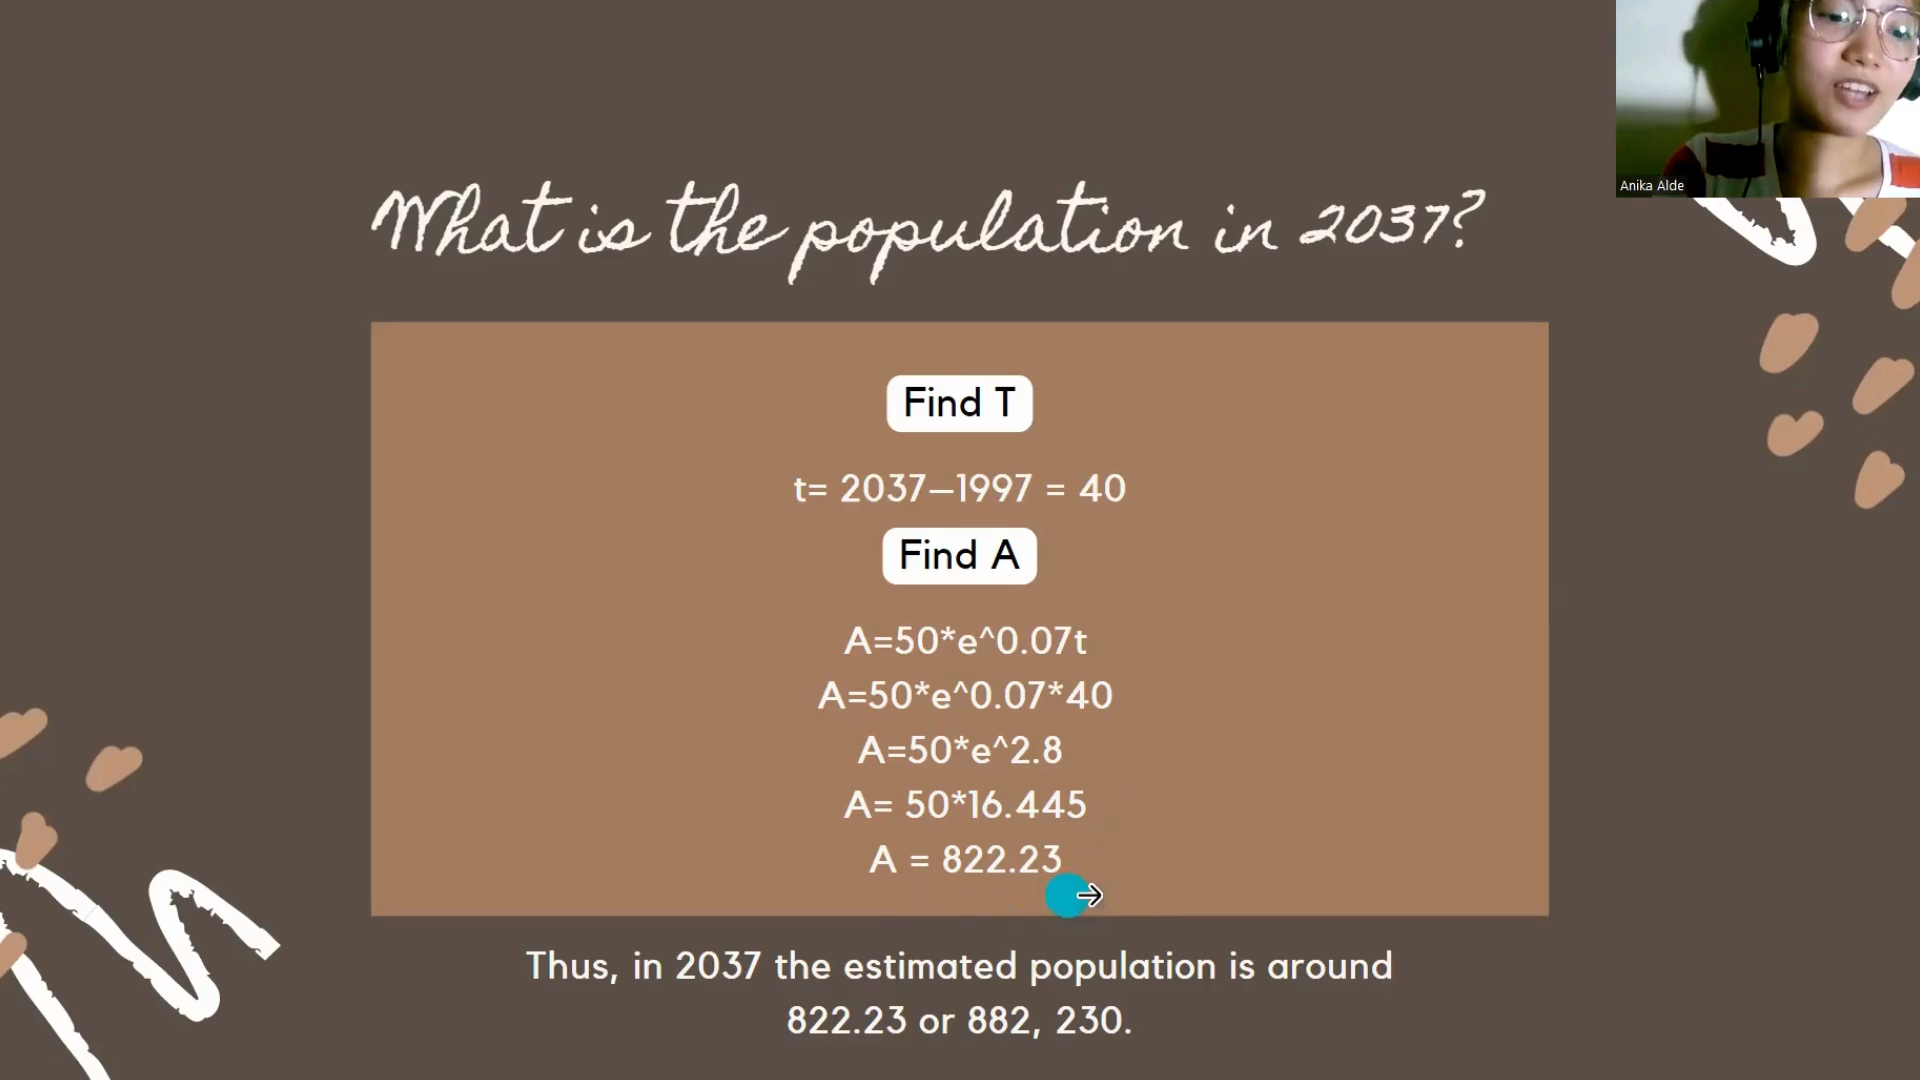 Anika Alde
What is the population in 2037?
Find T
t= 2037–1997 = 40
Find A
A=50*e^0.07t
A=50*e^0.07*40
A=50*e^2.8
A= 50*16.445
A = 822.23
Thus, in 2037 the estimated population is around
822.23 or 882, 230.